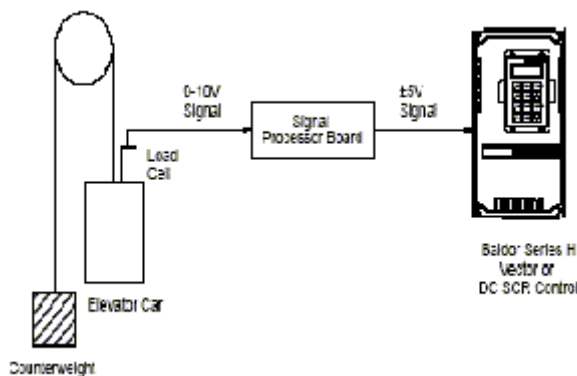 0-10V
Signal
Signal
Processor Board
±5V
Signal
Load
Cell
Elevator Car
Counterweight
Baldor Series H
Vector or
DC SCR Control